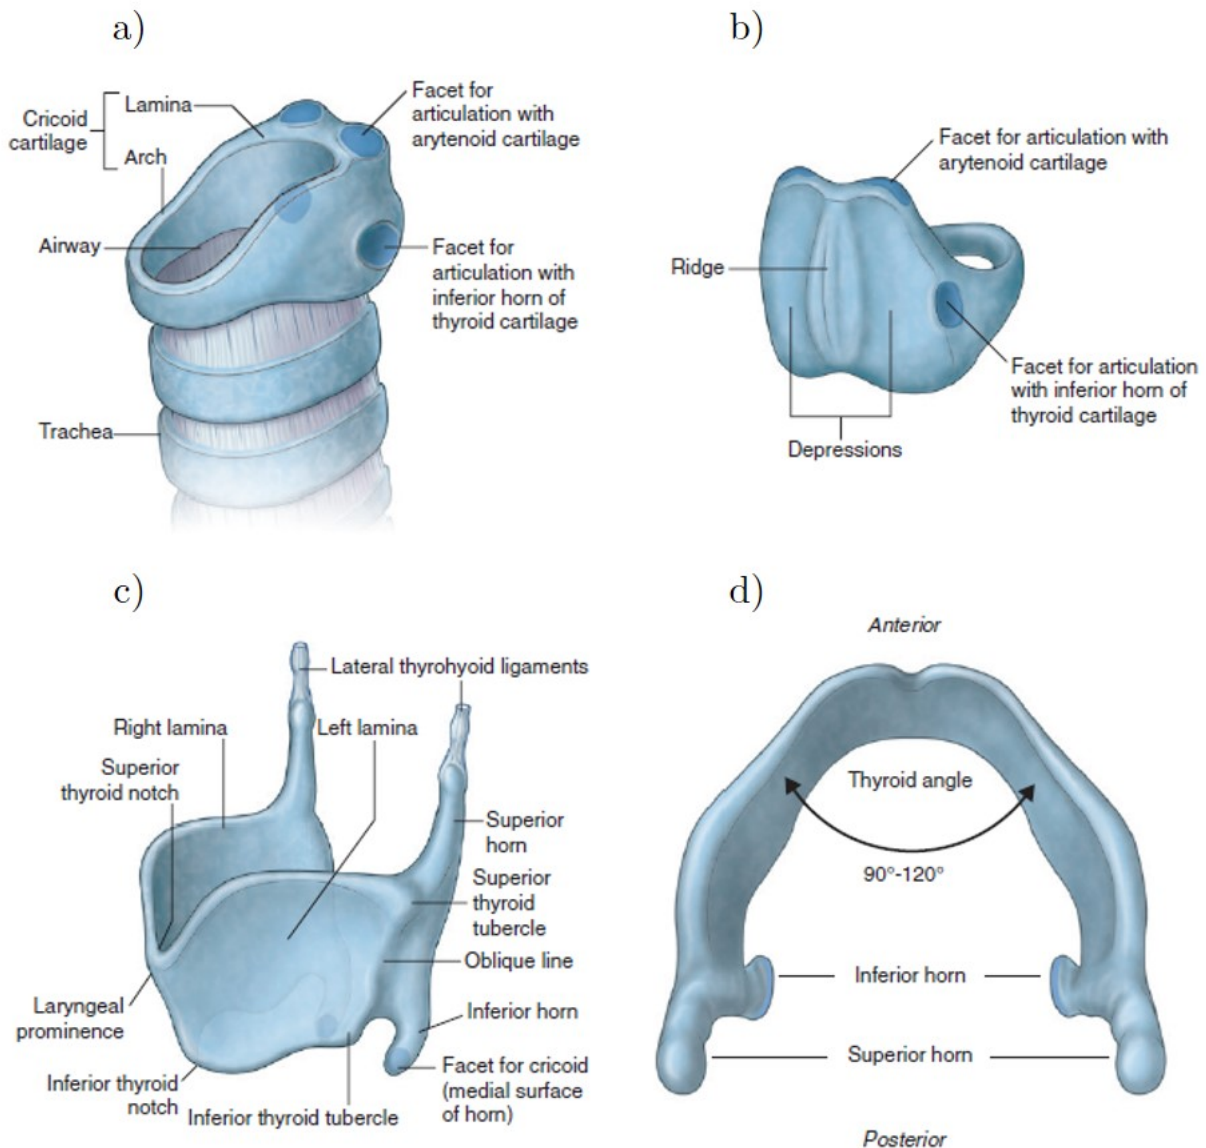 a)
Cricoid
cartilage
Lamina
Arch
Airway
Trachea
Facet for
articulation with
arytenoid cartilage
Facet for
articulation with
inferior horn of
thyroid cartilage
b)
Facet for articulation with
arytenoid cartilage
Ridge
Facet for articulation
with inferior horn of
thyroid cartilage
Depressions
c)
Lateral thyrohyoid ligaments
Right lamina
Left lamina
Superior
thyroid notch
Superior
horn
Superior
thyroid
tubercle
Oblique line
Laryngeal
prominence
Inferior horn
Inferior thyroid
notch
Inferior thyroid tubercle
Facet for cricoid
(medial surface
of horn)
d)
Anterior
Thyroid angle
90°-120°
Inferior horn
Superior horn
Posterior